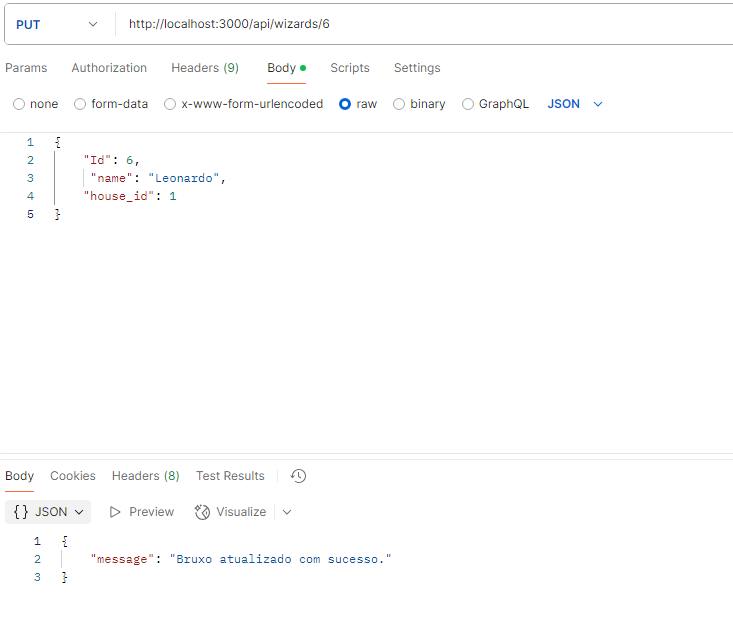 PUT http://localhost:3000/api/wizards/6
Params Authorization Headers (9) Body Scripts Settings
none form-data x-www-form-urlencoded raw binary GraphQL JSON
1 {
2 "Id": 6,
3 "name": "Leonardo",
4 "house_id": 1
5 }
Body Cookies Headers (8) Test Results
{} JSON Preview Visualize
1 {
2 "message": "Bruxo atualizado com sucesso."
3 }